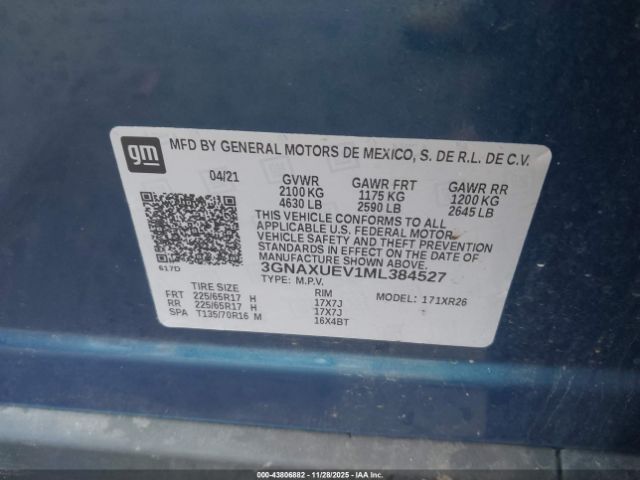 gm
MFD BY GENERAL MOTORS DE MEXICO, S. DE R.L. DE C.V.
04/21 GVWR GAWR FRT GAWR RR
2100 KG 1175 KG 1200 KG
4630 LB 2590 LB 2645 LB
THIS VEHICLE CONFORMS TO ALL
APPLICABLE U.S. FEDERAL MOTOR
VEHICLE SAFETY AND THEFT PREVENTION
STANDARDS IN EFFECT ON THE DATE OF
MANUFACTURE SHOWN ABOVE.
617D
3GNAXUEV1ML384527
TYPE: M.P.V. MODEL: 171XR26
TIRE SIZE RIM
FRT 225/65R17 H 17X7J
RR 225/65R17 H 17X7J
SPA T135/70R16 M 16X4BT
000-43806882 - 11/28/2025 - IAAI.COM